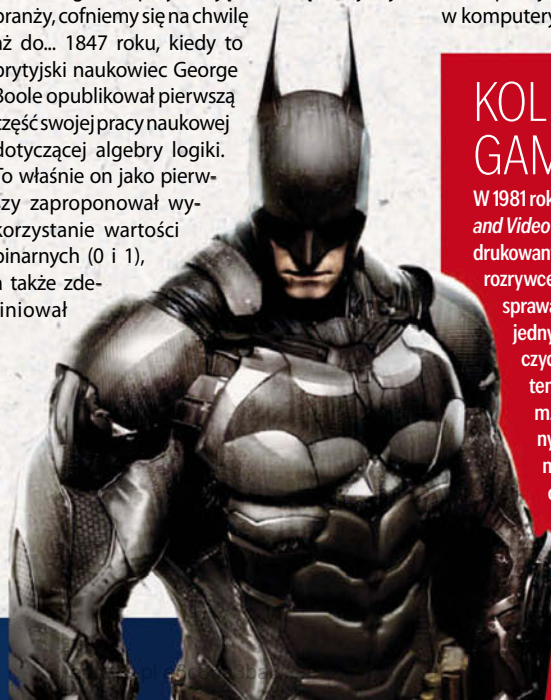 branży, cofniemy się na chwilę
aż do... 1847 roku, kiedy to
brytyjski naukowiec George
Boole opublikował pierwszą
część swojej pracy naukowej
dotyczącej algebry logiki.
To właśnie on jako pierw-
szy zaproponował wy-
korzystanie wartości
binarnych (0 i 1),
a także zde-
finiował
w komputery
KOL
GAM
W 1981 rok
and Video
drukowan
rozrywce
sprawa
jedny
czyc
ter
m
ny